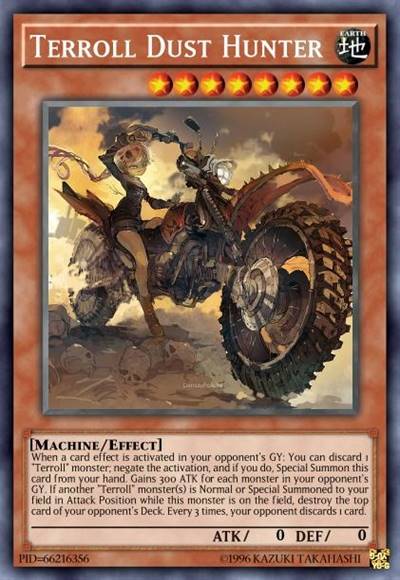 TERROLL DUST HUNTER
EARTH
地
[MACHINE/EFFECT]
When a card effect is activated in your opponent's GY: You can discard 1
"Terroll" monster; negate the activation, and if you do, Special Summon this
card from your hand. Gains 300 ATK for each monster in your opponent's
GY. If another "Terroll" monster(s) is Normal or Special Summoned to your
field in Attack Position while this monster is on the field, destroy the top
card of your opponent's Deck. Every 3 times, your opponent discards 1 card.
ATK/ 0 DEF/ 0
PID=66216356
©1996 KAZUKI TAKAHASHI